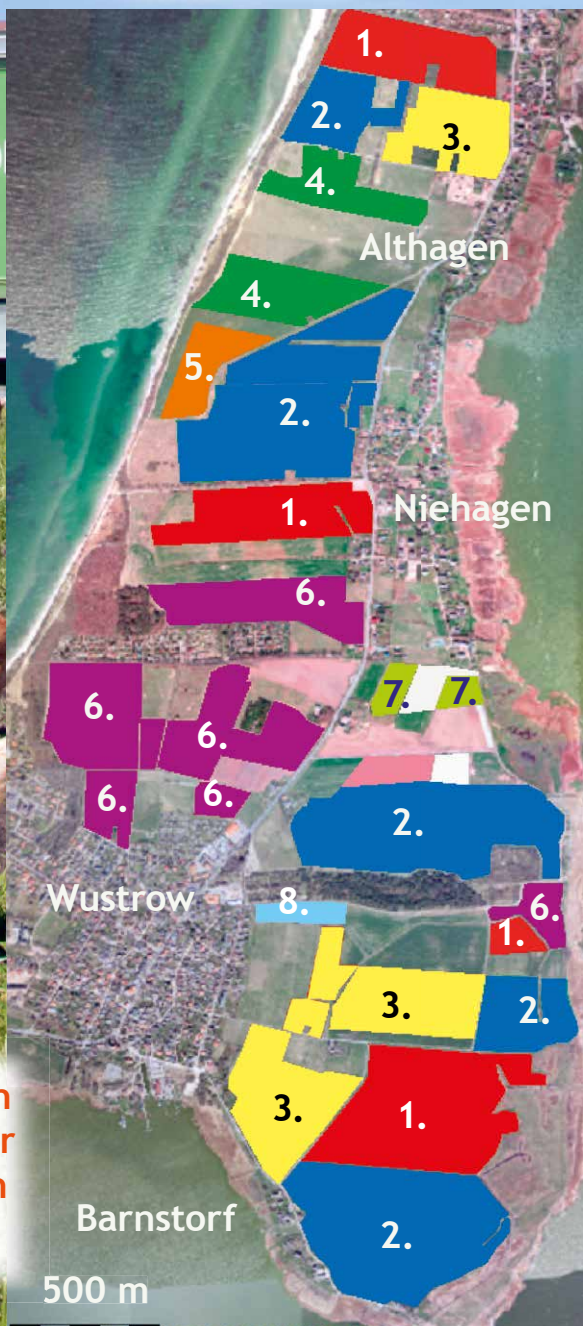 1.
2.
3.
4.
Althagen
4.
5.
2.
1.
Niehagen
6.
7. 7.
6.
6.
6. 6.
2.
Wustrow
8.
6.
1.
3.
2.
3.
1.
n
r
n
Barnstorf
2.
500 m